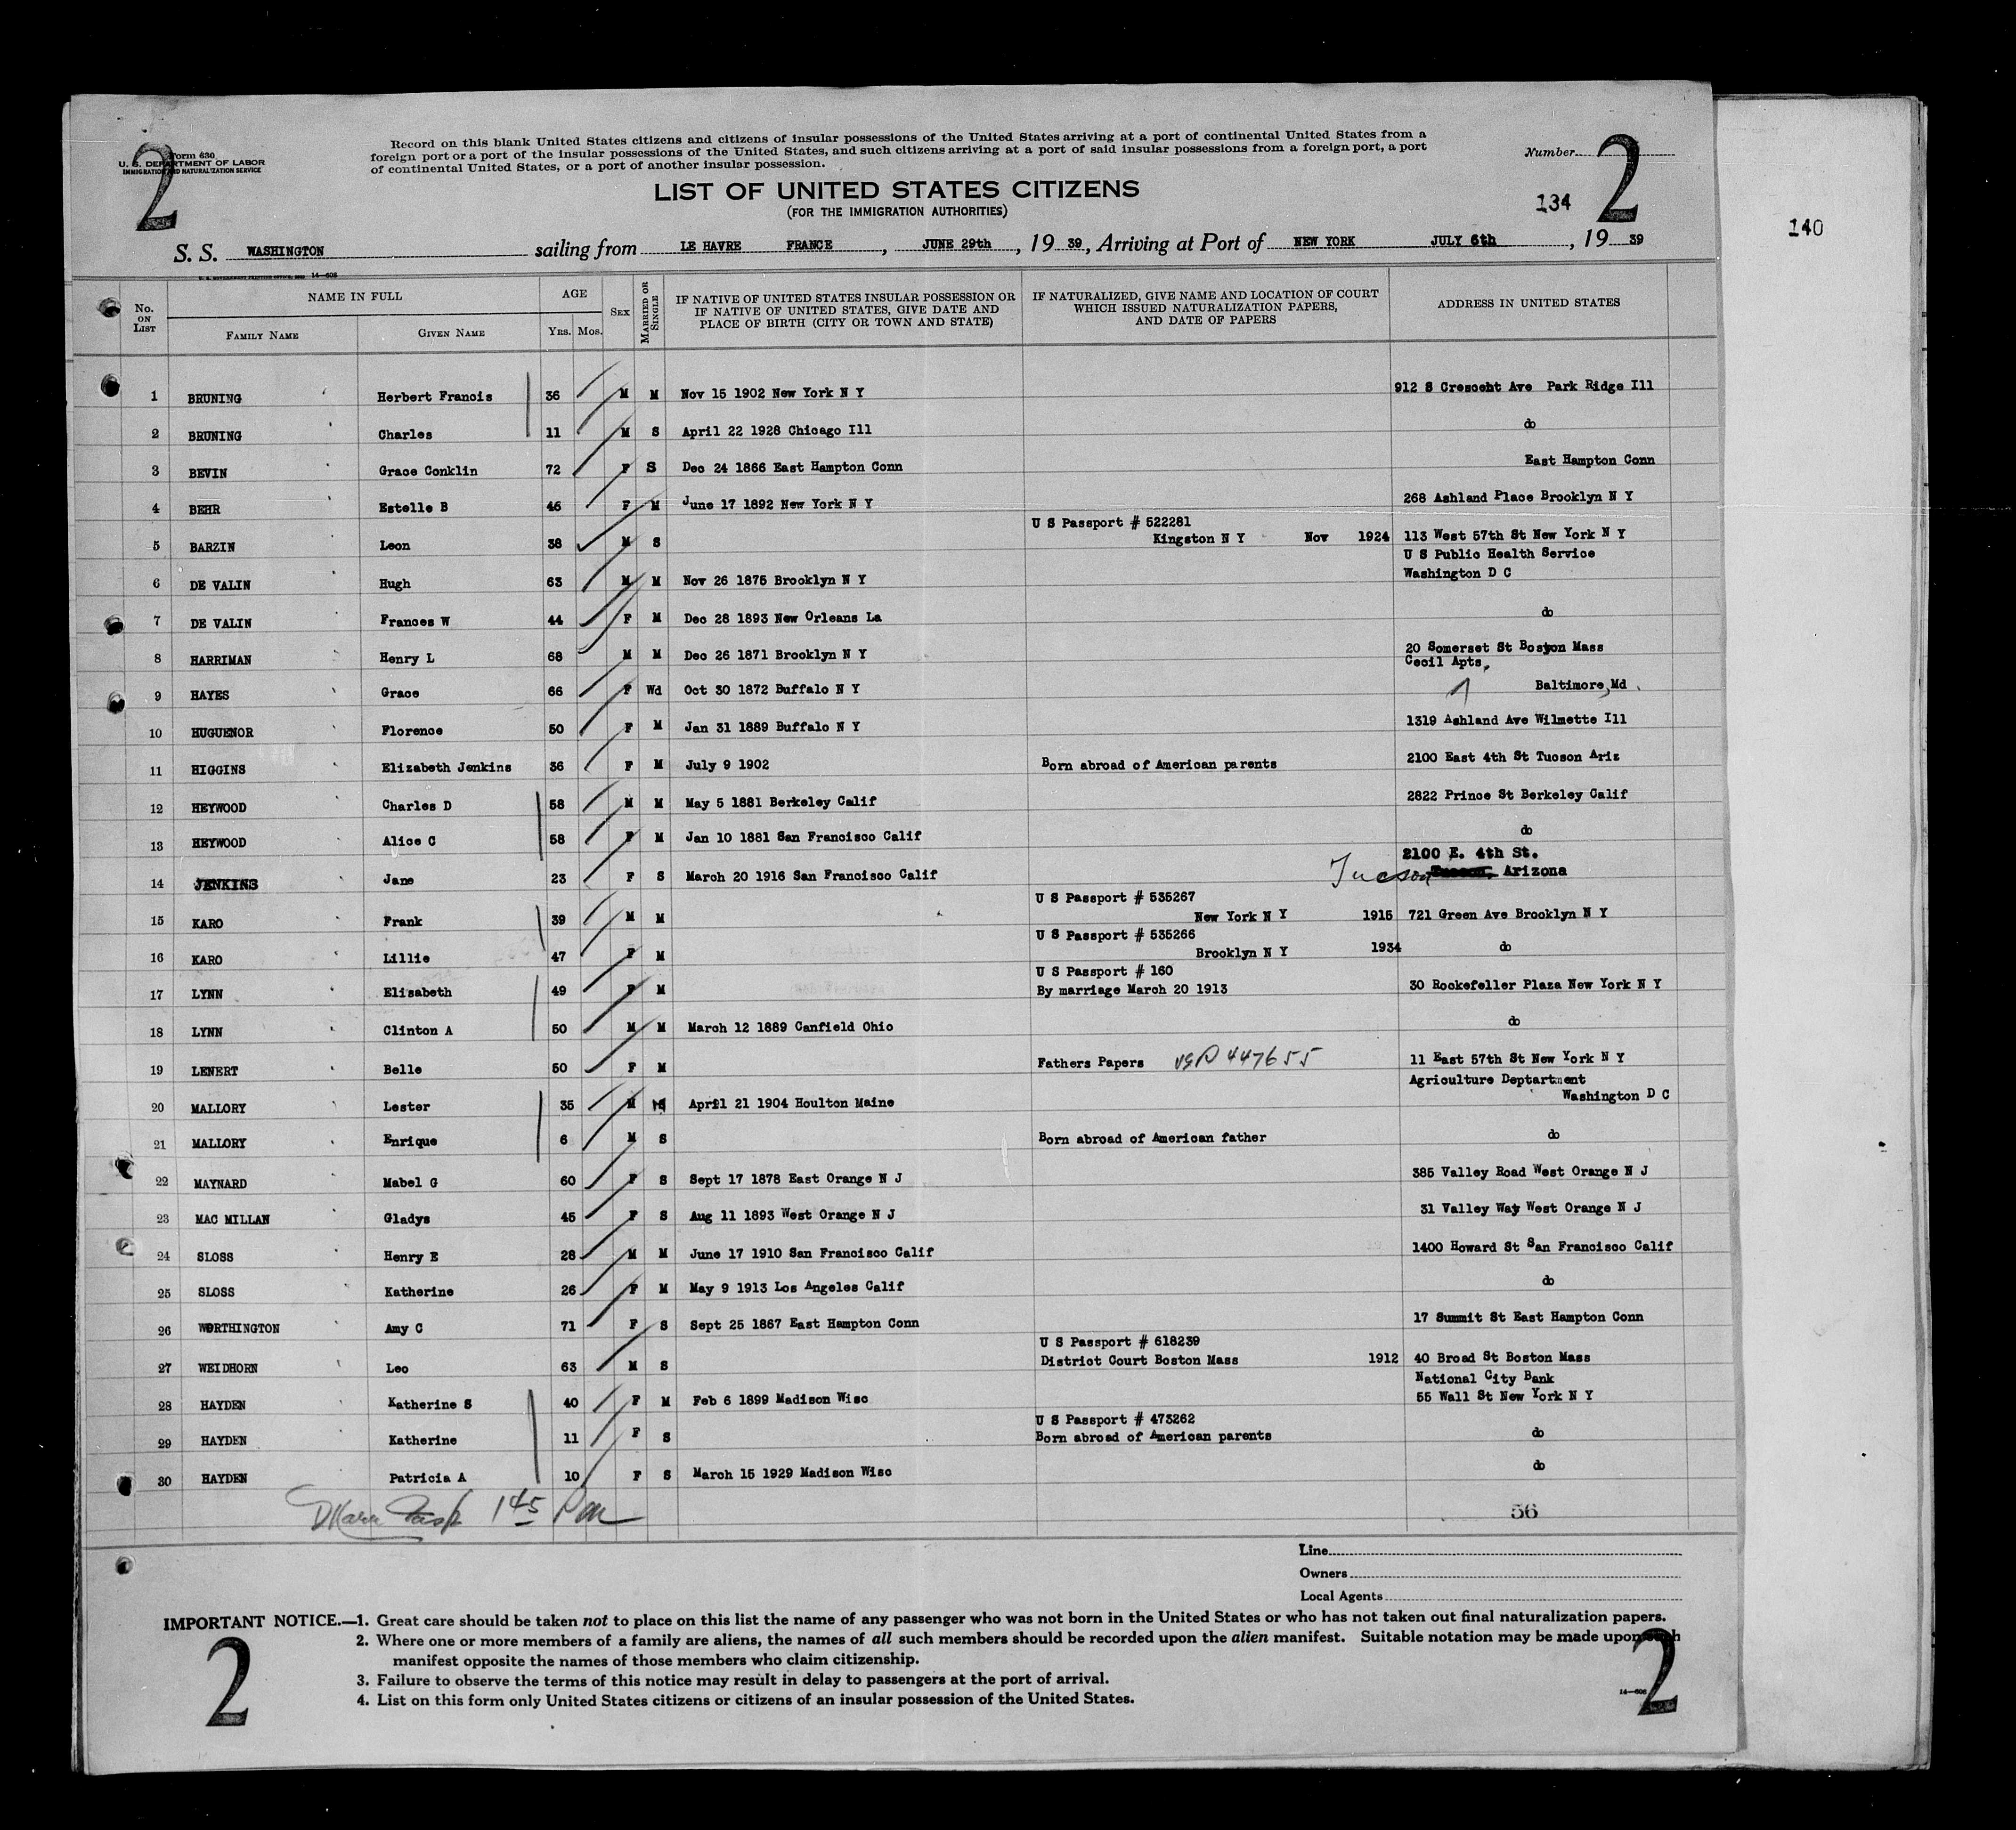 2
2
Form 630
U. S. DEPARTMENT OF LABOR
IMMIGRATION AND NATURALIZATION SERVICE
Record on this blank United States citizens and citizens of insular possessions of the United States arriving at a port of continental United States from a
foreign port or a port of the insular possessions of the United States, and such citizens arriving at a port of said insular possessions from a foreign port, a port
of continental United States, or a port of another insular possession.
Number
LIST OF UNITED STATES CITIZENS
(FOR THE IMMIGRATION AUTHORITIES)
134
140
S. S. WASHINGTON sailing from LE HAVRE FRANCE, JUNE 29th, 1939, Arriving at Port of NEW YORK JULY 6th, 1939
14—608
No. ON LIST
NAME IN FULL
FAMILY NAME
GIVEN NAME
AGE
YRS. MOS.
SEX
MARRIED OR SINGLE
IF NATIVE OF UNITED STATES INSULAR POSSESSION OR
IF NATIVE OF UNITED STATES, GIVE DATE AND
PLACE OF BIRTH (CITY OR TOWN AND STATE)
IF NATURALIZED, GIVE NAME AND LOCATION OF COURT
WHICH ISSUED NATURALIZATION PAPERS,
AND DATE OF PAPERS
ADDRESS IN UNITED STATES
1 BRUNING Herbert Francis 36 M M Nov 15 1902 New York N Y 912 S Crescent Ave Park Ridge Ill
2 BRUNING Charles 11 M S April 22 1928 Chicago Ill do
3 BEVIN Grace Conklin 72 F S Dec 24 1866 East Hampton Conn East Hampton Conn
4 BEHR Estelle B 46 F M June 17 1892 New York N Y 268 Ashland Place Brooklyn N Y
U S Passport # 522281
5 BARZIN Leon 38 M S Kingston N Y Nov 1924 113 West 57th St New York N Y
U S Public Health Service
6 DE VALIN Hugh 63 M M Nov 26 1875 Brooklyn N Y Washington D C
7 DE VALIN Frances W 44 F M Dec 28 1893 New Orleans La do
8 HARRIMAN Henry L 68 M M Dec 26 1871 Brooklyn N Y 20 Somerset St Boston Mass
Cecil Apts,
9 HAYES Grace 66 F Wd Oct 30 1872 Buffalo N Y Baltimore, Md.
10 HUGUENOR Florence 50 F M Jan 31 1889 Buffalo N Y 1319 Ashland Ave Wilmette Ill
11 HIGGINS Elizabeth Jenkins 36 F M July 9 1902 Born abroad of American parents 2100 East 4th St Tucson Ariz
12 HEYWOOD Charles D 58 M M May 5 1881 Berkeley Calif 2822 Prince St Berkeley Calif
13 HEYWOOD Alice C 58 F M Jan 10 1881 San Francisco Calif do
2100 E. 4th St.
14 JENKINS Jane 23 F S March 20 1916 San Francisco Calif Tucson Arizona
U S Passport # 535267
15 KARO Frank 39 M M New York N Y 1915 721 Green Ave Brooklyn N Y
U S Passport # 535266
16 KARO Lillie 47 F M Brooklyn N Y 1934 do
U S Passport # 160
17 LYNN Elisabeth 49 F M By marriage March 20 1913 30 Rockefeller Plaza New York N Y
18 LYNN Clinton A 50 M M March 12 1889 Canfield Ohio do
19 LENERT Belle 50 F M Fathers Papers USP 447655 11 East 57th St New York N Y
Agriculture Deptartment
20 MALLORY Lester 35 M M April 21 1904 Houlton Maine Washington D C
21 MALLORY Enrique 6 M S Born abroad of American father do
22 MAYNARD Mabel G 60 F S Sept 17 1878 East Orange N J 385 Valley Road West Orange N J
23 MAC MILLAN Gladys 45 F S Aug 11 1893 West Orange N J 31 Valley Way West Orange N J
24 SLOSS Henry E 28 M M June 17 1910 San Francisco Calif 1400 Howard St San Francisco Calif
25 SLOSS Katherine 26 F M May 9 1913 Los Angeles Calif do
26 WORTHINGTON Amy C 71 F S Sept 25 1867 East Hampton Conn 17 Summit St East Hampton Conn
U S Passport # 618239
27 WEIDHORN Leo 63 M S District Court Boston Mass 1912 40 Broad St Boston Mass
National City Bank
28 HAYDEN Katherine S 40 F M Feb 6 1899 Madison Wisc 55 Wall St New York N Y
U S Passport # 473262
29 HAYDEN Katherine 11 F S Born abroad of American parents do
30 HAYDEN Patricia A 10 F S March 15 1929 Madison Wisc do
145 Pm
56
Line
Owners
Local Agents
IMPORTANT NOTICE.—1. Great care should be taken not to place on this list the name of any passenger who was not born in the United States or who has not taken out final naturalization papers.
2. Where one or more members of a family are aliens, the names of all such members should be recorded upon the alien manifest. Suitable notation may be made upon such
manifest opposite the names of those members who claim citizenship.
3. Failure to observe the terms of this notice may result in delay to passengers at the port of arrival.
4. List on this form only United States citizens or citizens of an insular possession of the United States.
14—608
2
2